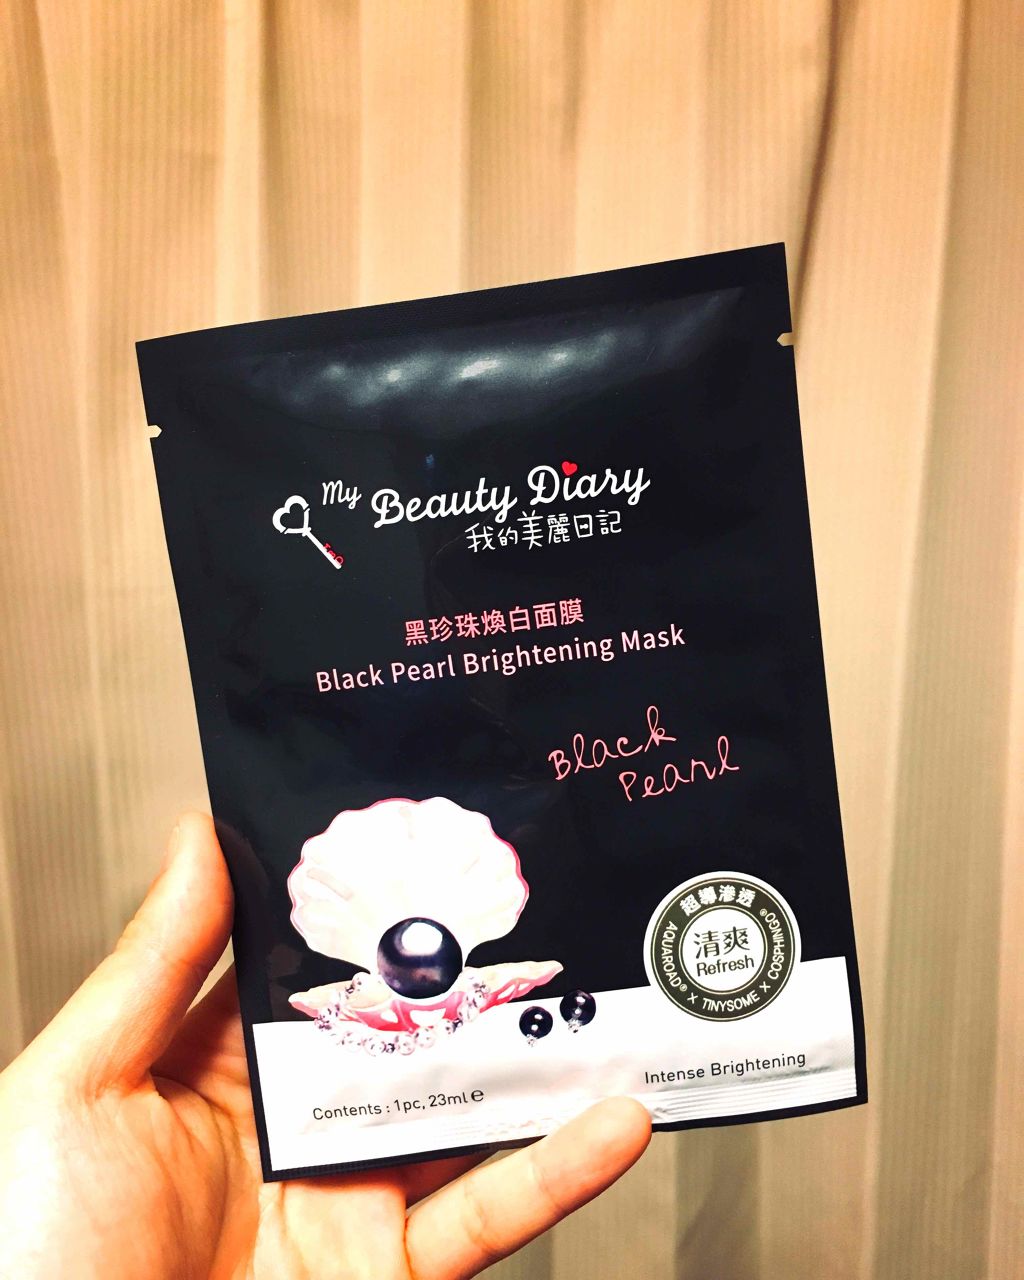 My Beauty Diary
我的美麗日記
黑珍珠煥白面膜
Black Pearl Brightening Mask
Black
Pearl
超導滲透
清爽
Refresh
AQUAROAD® X TINYSOME X COSPHINGO®
Intense Brightening
Contents : 1pc, 23ml ℮